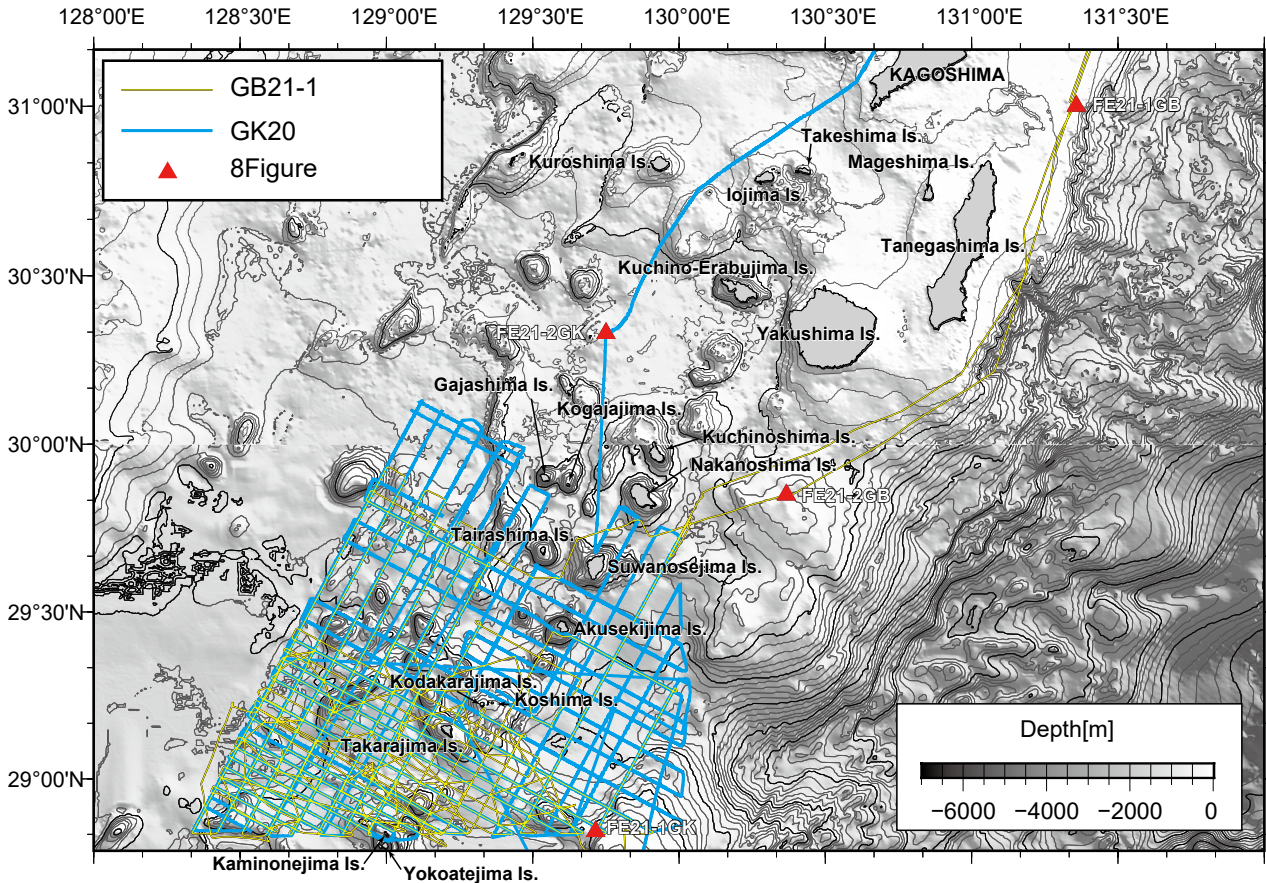 128°00'E 128°30'E 129°00'E 129°30'E 130°00'E 130°30'E 131°00'E 131°30'E
GB21-1
GK20
8Figure
31°00'N
30°30'N
30°00'N
29°30'N
29°00'N
KAGOSHIMA
FE21-1GB
Takeshima Is.
Kuroshima Is.
Mageshima Is.
Iojima Is.
Tanegashima Is.
Kuchino-Erabujima Is.
FE21-2GK
Yakushima Is.
Gajashima Is.
Kogajajima Is.
Kuchinoshima Is.
Nakanoshima Is.
FE21-2GB
Tairashima Is.
Suwanosejima Is.
Akusekijima Is.
Kodakarajima Is.
Koshima Is.
Takarajima Is.
Depth[m]
-6000 -4000 -2000 0
FE21-1GK
Kaminonejima Is.
Yokoatejima Is.